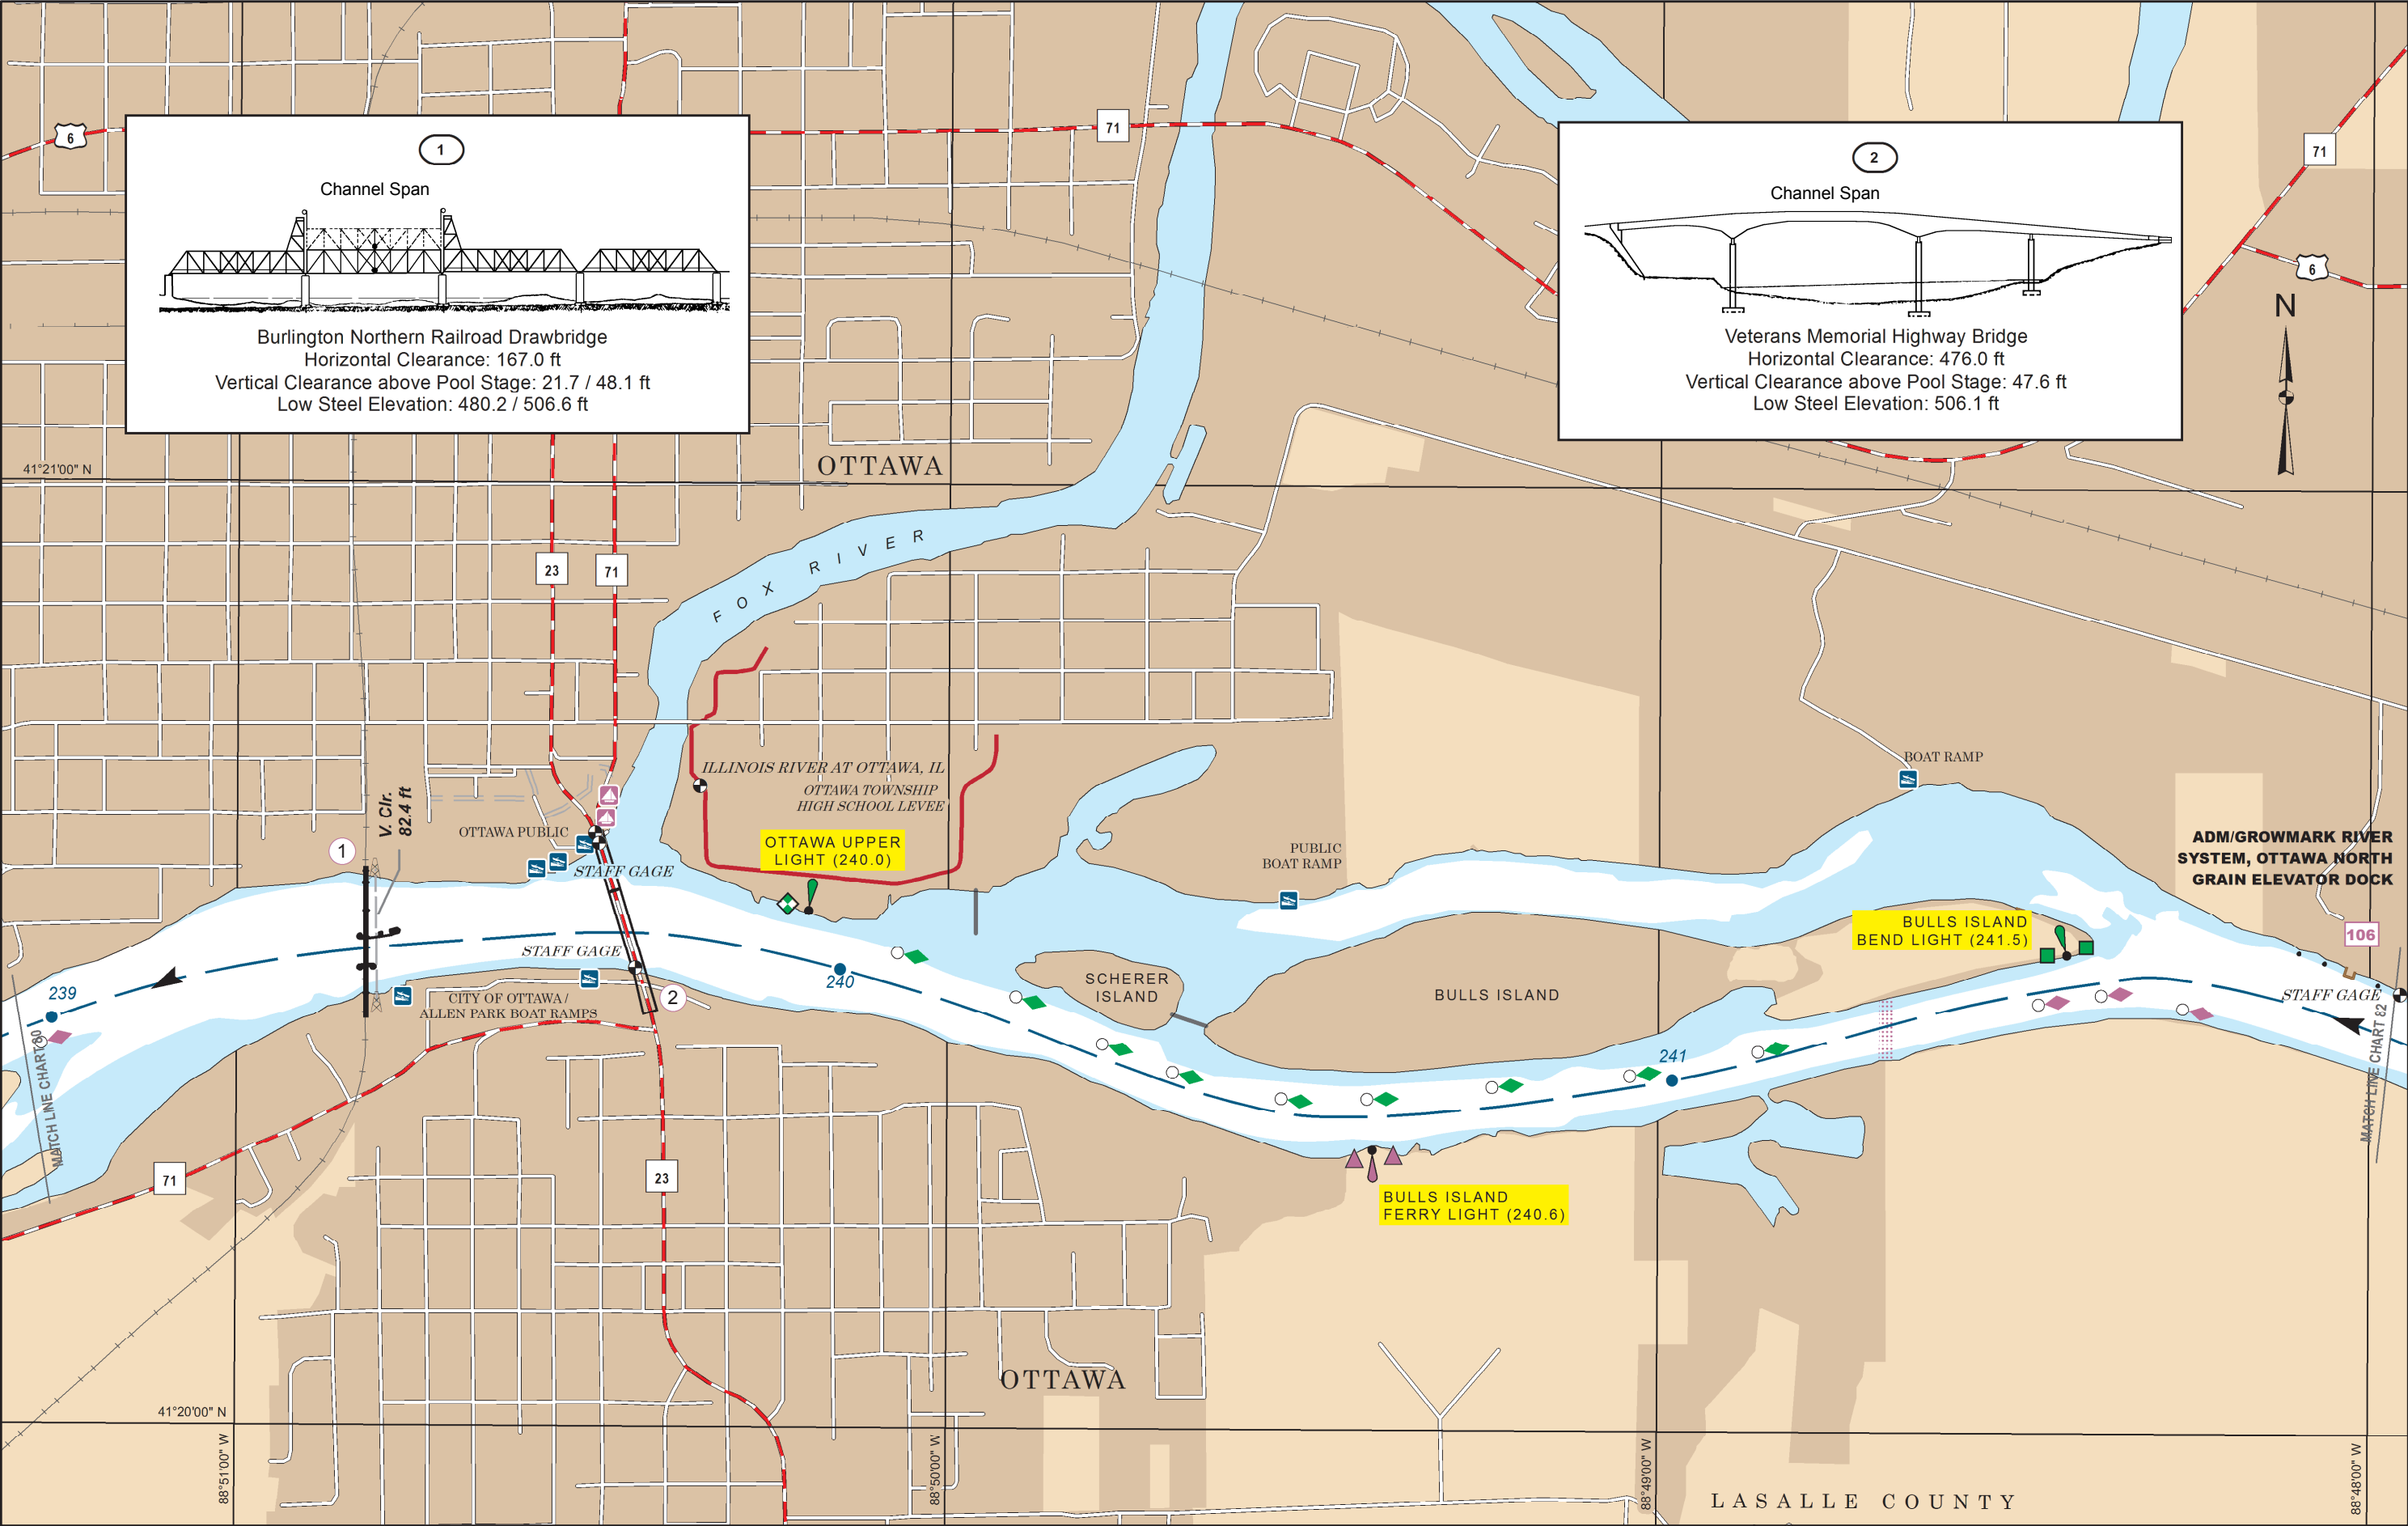 6
71
71
6
1
Channel Span
Burlington Northern Railroad Drawbridge
Horizontal Clearance: 167.0 ft
Vertical Clearance above Pool Stage: 21.7 / 48.1 ft
Low Steel Elevation: 480.2 / 506.6 ft
2
Channel Span
Veterans Memorial Highway Bridge
Horizontal Clearance: 476.0 ft
Vertical Clearance above Pool Stage: 47.6 ft
Low Steel Elevation: 506.1 ft
N
41°21'00" N
OTTAWA
FOX RIVER
23
71
ILLINOIS RIVER AT OTTAWA, IL
OTTAWA TOWNSHIP
HIGH SCHOOL LEVEE
BOAT RAMP
V. Clr.
82.4 ft
1
OTTAWA PUBLIC
STAFF GAGE
OTTAWA UPPER
LIGHT (240.0)
PUBLIC
BOAT RAMP
ADM/GROWMARK RIVER
SYSTEM, OTTAWA NORTH
GRAIN ELEVATOR DOCK
106
BULLS ISLAND
BEND LIGHT (241.5)
STAFF GAGE
239
240
SCHERER
ISLAND
BULLS ISLAND
STAFF GAGE
CITY OF OTTAWA /
ALLEN PARK BOAT RAMPS
2
241
MATCH LINE CHART 80
MATCH LINE CHART 82
71
23
BULLS ISLAND
FERRY LIGHT (240.6)
OTTAWA
41°20'00" N
88°51'00" W
88°50'00" W
88°49'00" W
88°48'00" W
LASALLE COUNTY